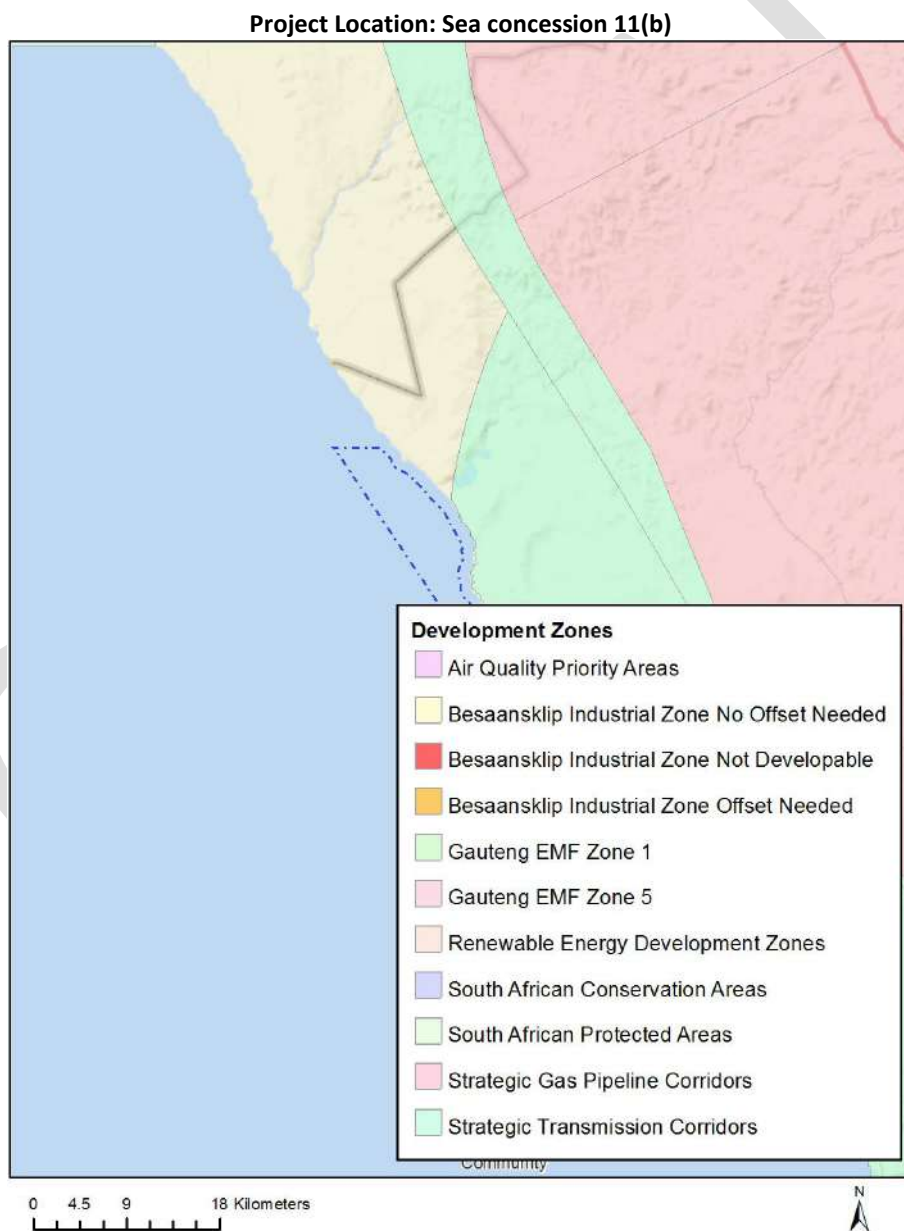 Project Location: Sea concession 11(b)
Development Zones
Air Quality Priority Areas
Besaansklip Industrial Zone No Offset Needed
Besaansklip Industrial Zone Not Developable
Besaansklip Industrial Zone Offset Needed
Gauteng EMF Zone 1
Gauteng EMF Zone 5
Renewable Energy Development Zones
South African Conservation Areas
South African Protected Areas
Strategic Gas Pipeline Corridors
Strategic Transmission Corridors
Community
0 4.5 9 18 Kilometers
N